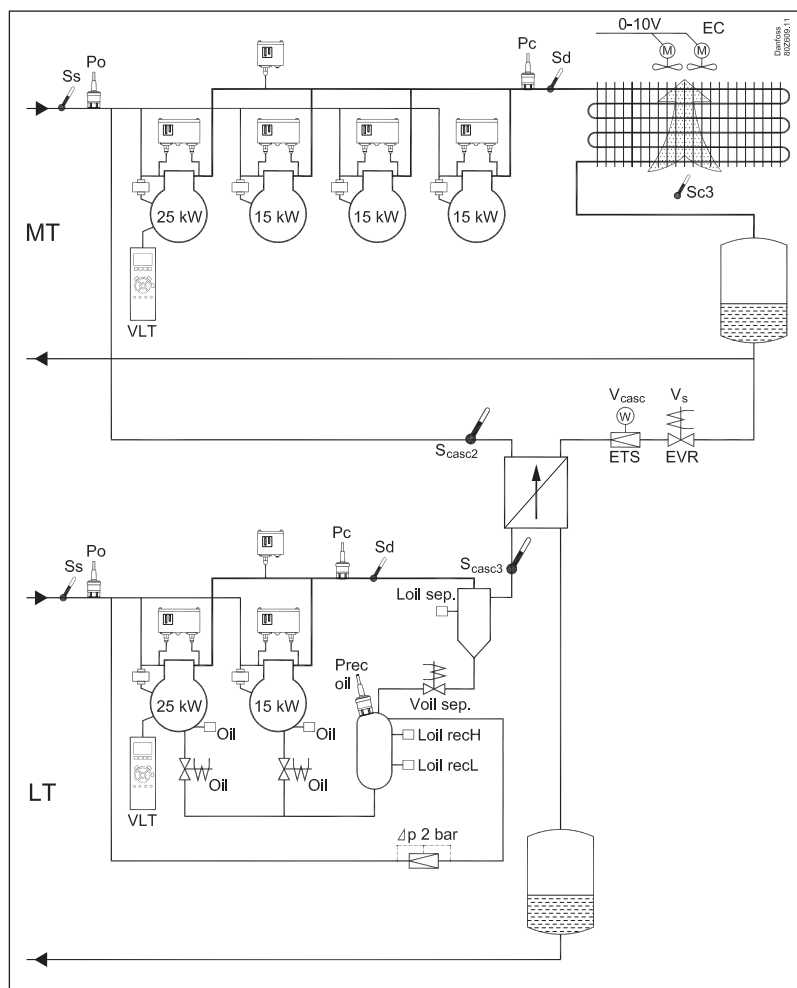 0-10V
EC
Danfoss
80Z609.11
Ss
Po
Pc
Sd
M
M
Sc3
25 kW
15 kW
15 kW
15 kW
MT
VLT
Vcasc
Vs
W
ETS
EVR
Scasc2
Scasc3
Ss
Po
Pc
Sd
Loil sep.
25 kW
15 kW
Prec
oil
Voil sep.
Oil
Oil
Loil recH
Loil recL
Oil
Oil
LT
VLT
Δp 2 bar